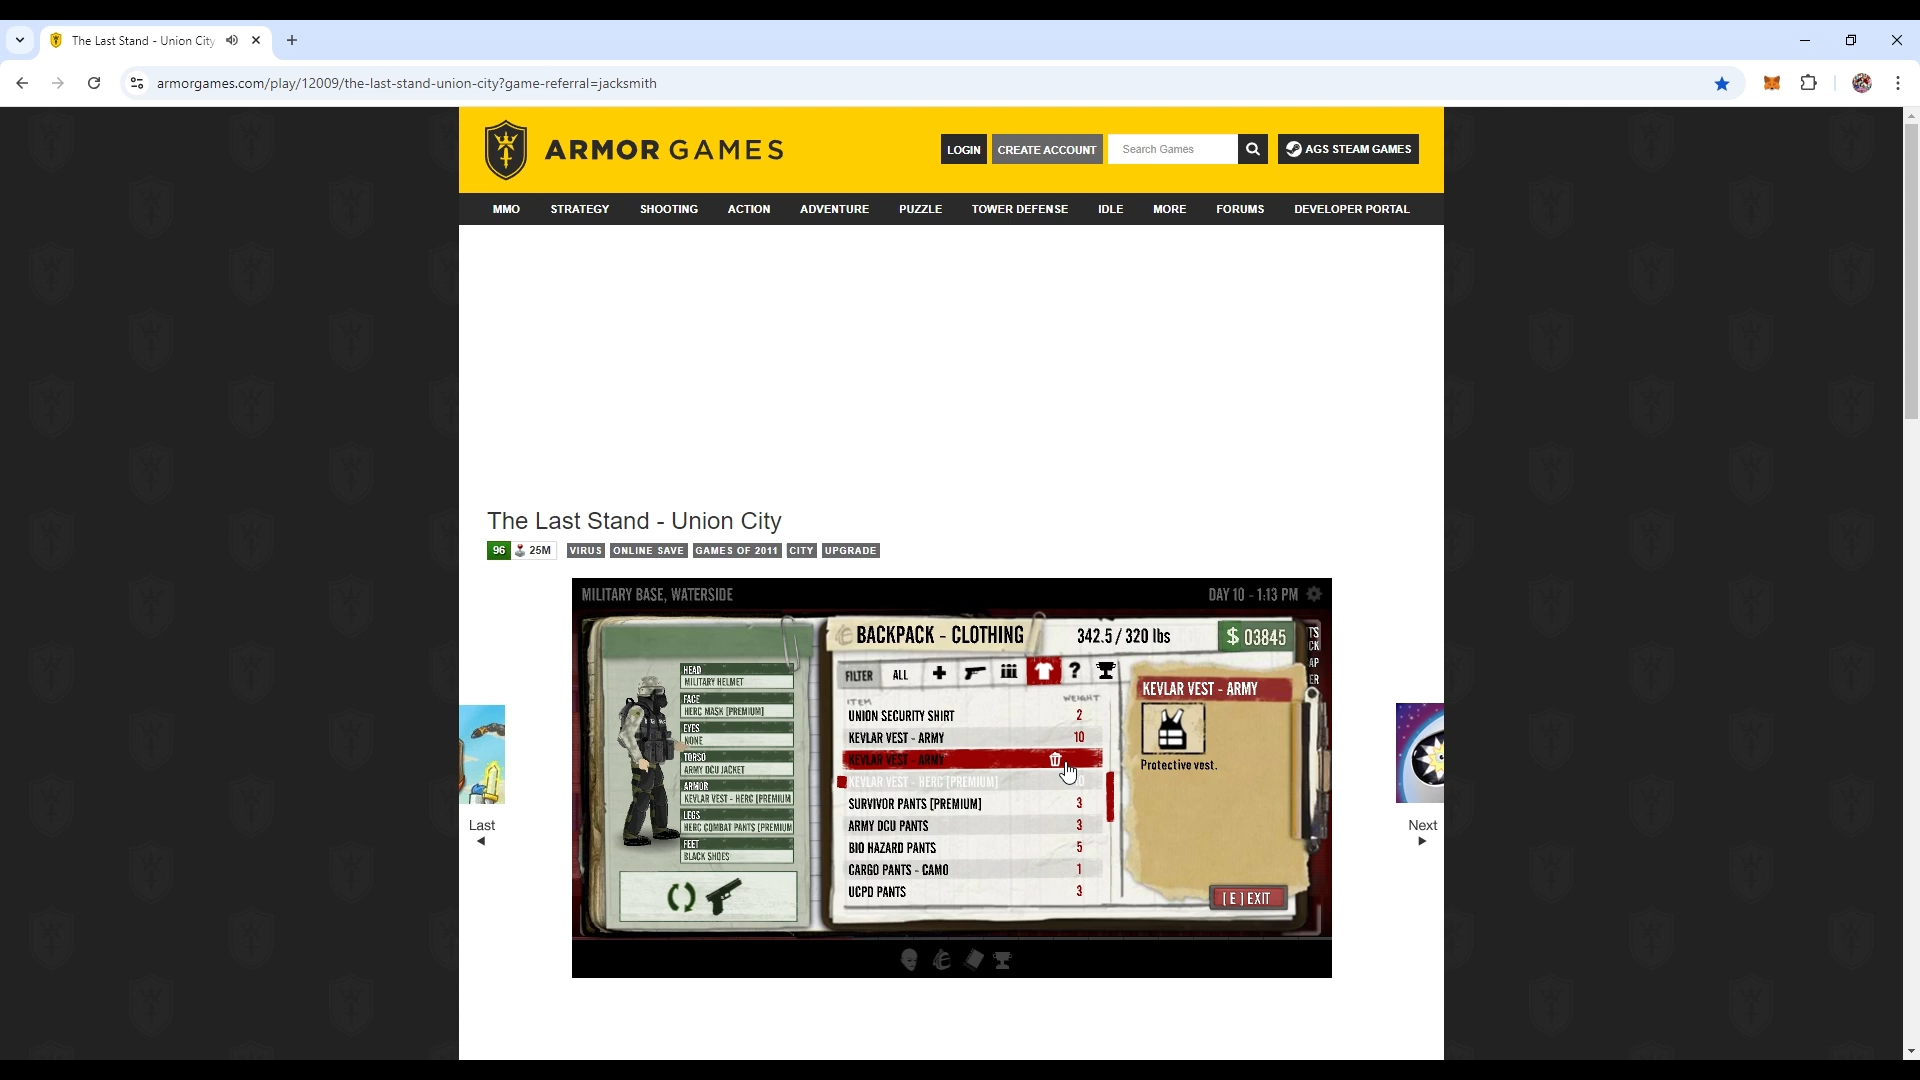 The Last Stand - Union City
armorgames.com/play/12009/the-last-stand-union-city?game-referral=jacksmith
ARMOR GAMES
LOGIN
CREATE ACCOUNT
Search Games
AGS STEAM GAMES
MMO STRATEGY SHOOTING ACTION ADVENTURE PUZZLE TOWER DEFENSE IDLE MORE FORUMS DEVELOPER PORTAL
The Last Stand - Union City
96 25M VIRUS ONLINE SAVE GAMES OF 2011 CITY UPGRADE
MILITARY BASE, WATERSIDE
DAY 10 - 1:13 PM
BACKPACK - CLOTHING 342.5 / 320 lbs $ 03845
HEAD
MILITARY HELMET
FACE
HERC MASK [PREMIUM]
EYES
NONE
TORSO
ARMY DCU JACKET
ARMOR
KEVLAR VEST - HERC [PREMIUM
LEGS
HERC COMBAT PANTS [PREMIUM
FEET
BLACK SHOES
FILTER ALL ?
ITEM WEIGHT
UNION SECURITY SHIRT 2
KEVLAR VEST - ARMY 10
KEVLAR VEST - ARMY
KEVLAR VEST - HERC [PREMIUM]
SURVIVOR PANTS [PREMIUM] 3
ARMY DCU PANTS 3
BIO HAZARD PANTS 5
CARGO PANTS - CAMO 1
UCPD PANTS 3
KEVLAR VEST - ARMY
Protective vest.
[ E ] EXIT
Last
Next